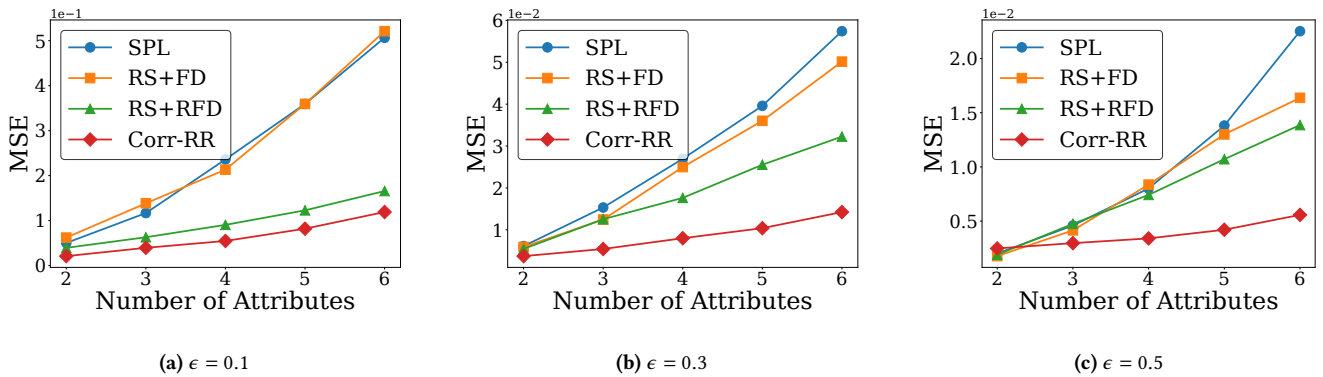 1e−1
5
4
3
2
1
0
MSE
SPL
RS+FD
RS+RFD
Corr-RR
2 3 4 5 6
Number of Attributes
(a) ϵ = 0.1
1e−2
6
5
4
3
2
1
MSE
SPL
RS+FD
RS+RFD
Corr-RR
2 3 4 5 6
Number of Attributes
(b) ϵ = 0.3
1e−2
2.0
1.5
1.0
0.5
MSE
SPL
RS+FD
RS+RFD
Corr-RR
2 3 4 5 6
Number of Attributes
(c) ϵ = 0.5